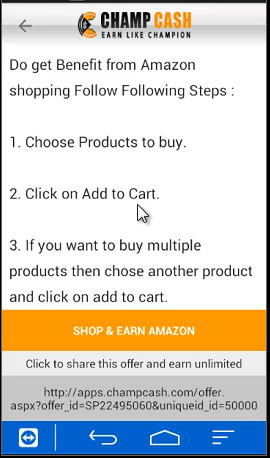 CHAMP CASH
EARN LIKE CHAMPION
Do get Benefit from Amazon
shopping Follow Following Steps :
1. Choose Products to buy.
2. Click on Add to Cart.
3. If you want to buy multiple
products then chose another product
and click on add to cart.
SHOP & EARN AMAZON
Click to share this offer and earn unlimited
http://apps.champcash.com/offer.
aspx?offer_id=SP22495060&uniqueid_id=50000